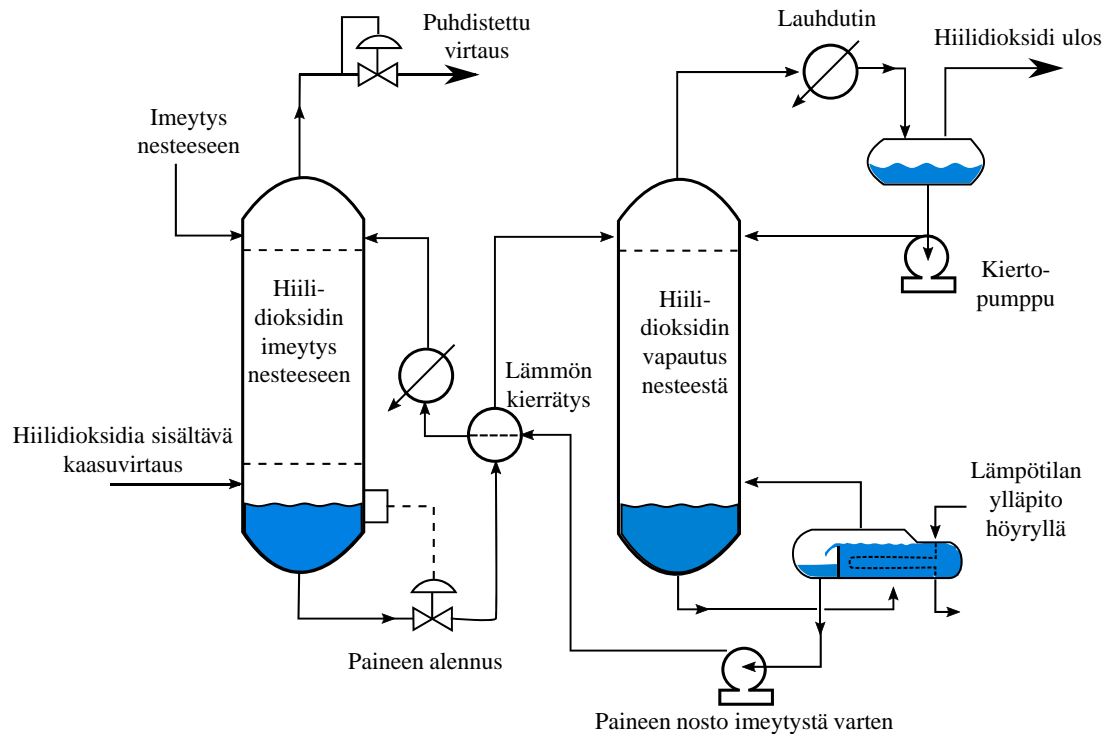 Puhdistettu
virtaus
Lauhdutin
Hiilidioksidi ulos
Imeytys
nesteeseen
Hiili-
dioksidin
imeytys
nesteeseen
Hiili-
dioksidin
vapautus
nesteestä
Kierto-
pumppu
Lämmön
kierrätys
Hiilidioksidia sisältävä
kaasuvirtaus
Lämpötilan
ylläpito
höyryllä
Paineen alennus
Paineen nosto imeytystä varten